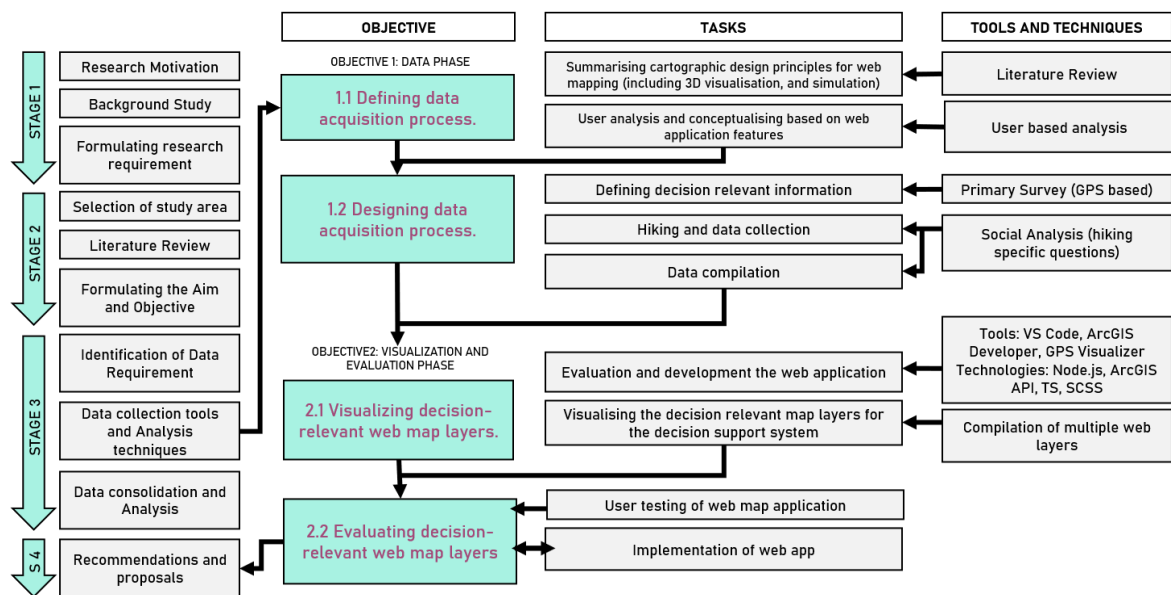 OBJECTIVE
TASKS
TOOLS AND TECHNIQUES
STAGE 1
Research Motivation
Background Study
Formulating research
requirement
STAGE 2
Selection of study area
Literature Review
Formulating the Aim
and Objective
STAGE 3
Identification of Data
Requirement
Data collection tools
and Analysis
techniques
Data consolidation and
Analysis
S 4
Recommendations and
proposals
OBJECTIVE 1: DATA PHASE
1.1 Defining data
acquisition process.
1.2 Designing data
acquisition process.
OBJECTIVE2: VISUALIZATION AND
EVALUATION PHASE
2.1 Visualizing decision-
relevant web map layers.
2.2 Evaluating decision-
relevant web map layers
Summarising cartographic design principles for web
mapping (including 3D visualisation, and simulation)
User analysis and conceptualising based on web
application features
Defining decision relevant information
Hiking and data collection
Data compilation
Evaluation and development the web application
Visualising the decision relevant map layers for
the decision support system
User testing of web map application
Implementation of web app
Literature Review
User based analysis
Primary Survey (GPS based)
Social Analysis (hiking
specific questions)
Tools: VS Code, ArcGIS
Developer, GPS Visualizer
Technologies: Node.js, ArcGIS
API, TS, SCSS
Compilation of multiple web
layers